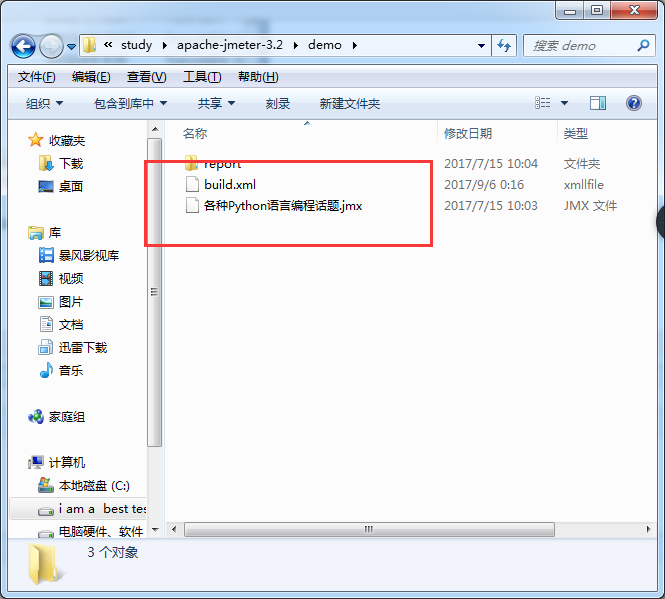 « study ▸ apache-jmeter-3.2 ▸ demo ▸
搜索 demo
文件(F) 编辑(E) 查看(V) 工具(T) 帮助(H)
组织 包含到库中 共享 刻录 新建文件夹
名称 修改日期 类型
report 2017/7/15 10:04 文件夹
build.xml 2017/9/6 0:16 xmlfile
各种Python语言编程话题.jmx 2017/7/15 10:03 JMX 文件
收藏夹
下载
桌面
库
暴风影视库
视频
图片
文档
迅雷下载
音乐
家庭组
计算机
本地磁盘 (C:)
i am a best tes
电脑硬件、软件
3 个对象